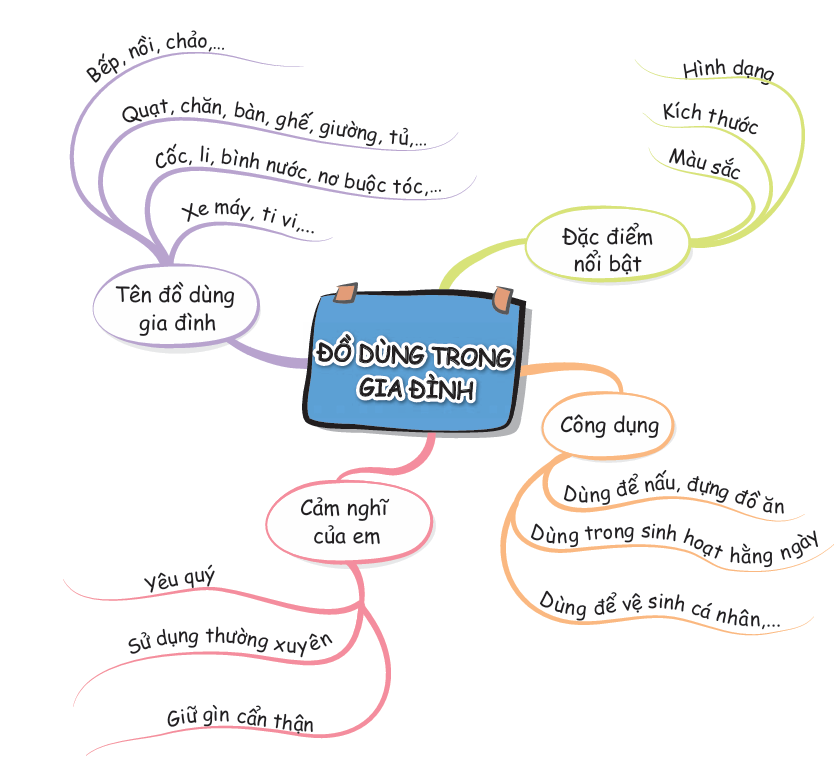 ĐỒ DÙNG TRONG
GIA ĐÌNH
Tên đồ dùng
gia đình
Bếp, nồi, chảo,...
Quạt, chăn, bàn, ghế, giường, tủ,...
Cốc, li, bình nước, nơ buộc tóc,...
Xe máy, ti vi,...
Đặc điểm
nổi bật
Hình dạng
Kích thước
Màu sắc
Công dụng
Dùng để nấu, đựng đồ ăn
Dùng trong sinh hoạt hằng ngày
Dùng để vệ sinh cá nhân,...
Cảm nghĩ
của em
Yêu quý
Sử dụng thường xuyên
Giữ gìn cẩn thận